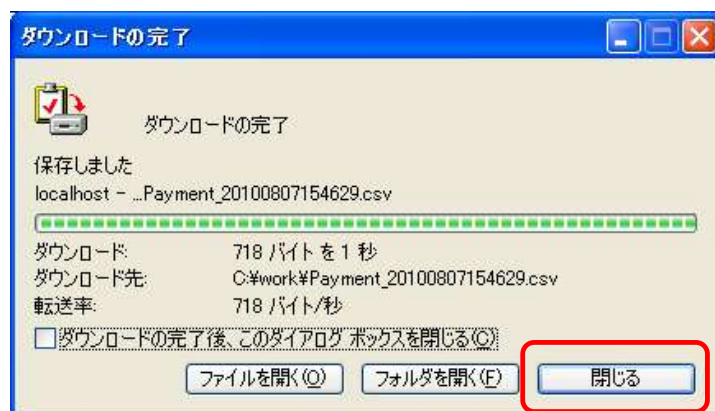 ダウンロードの完了
ダウンロードの完了
保存しました
localhost - ...Payment_20100807154629.csv
ダウンロード: 718 バイト を 1 秒
ダウンロード先: C:¥work¥Payment_20100807154629.csv
転送率: 718 バイト/秒
ダウンロードの完了後、このダイアログ ボックスを閉じる(C)
ファイルを開く(O) フォルダを開く(F) 閉じる